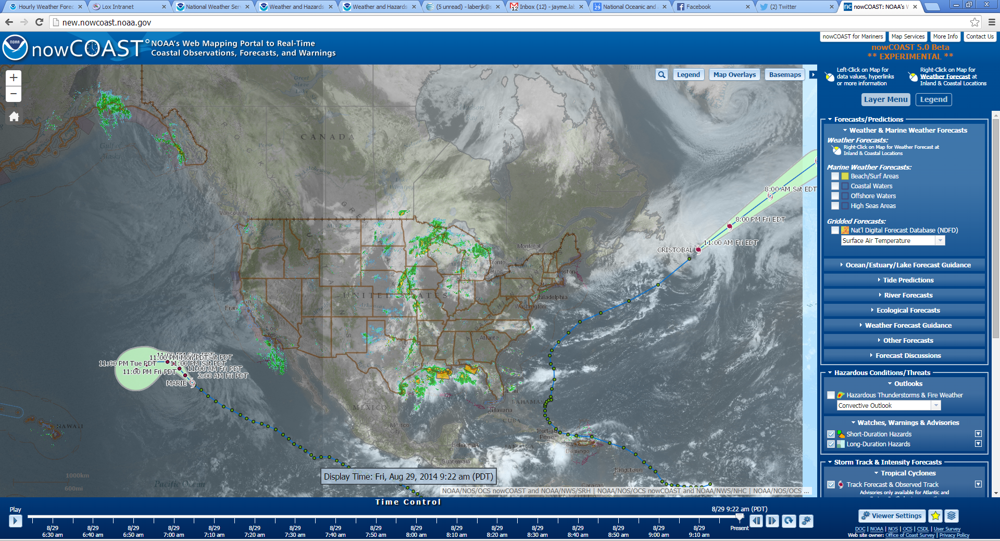 Hourly Weather Forec
Lox Intranet
National Weather Ser
Weather and Hazards
Weather and Hazards
(5 unread) - laberjk@s
Inbox (12) - jayme.lab
National Oceanic and
Facebook
(2) Twitter
nowCOAST: NOAA's W
new.nowcoast.noaa.gov
NOAA
nowCOAST
NOAA's Web Mapping Portal to Real-Time
Coastal Observations, Forecasts, and Warnings
nowCOAST for Mariners
Map Services
More Info
Contact Us
nowCOAST 5.0 Beta
** EXPERIMENTAL **
Left-Click on Map for
data values, hyperlinks
or more information
Right-Click on Map for
Weather Forecast at
Inland & Coastal Locations
Layer Menu
Legend
Legend
Map Overlays
Basemaps
Great
Slave
Lake
Hudson
CANADA
Gulf of
Alaska
Lake
Winnipeg
Vancouver
Montreal
Toronto
Detroit
Chicago
Boston
Philadelphia
Washington
UNITED STATES
Arkansas
APPALACHIAN
San
Francisco
Los
Angeles
Atlanta
Houston
Miami
MEXICO
BAHAMAS
Havana
CUBA
México
City
Port-au
Prince
Santo
Domingo
JAMAICA
Belmopan
Guatemala
Kingstown
Caracas
HAWAII
Pacific Ocean
8:00 AM Sat EDT
8:00 PM Fri EDT
11:00 AM Fri EDT
CRISTOBAL
11:00 PM Mon PDT
Sat PDT
11:00 PM Tue PDT
11:00 PM Sat PDT
11:00 AM Fri PDT
11:00 PM Fri PDT
2:00 AM Fri PDT
MARIE
1000km
600mi
Display Time: Fri, Aug 29, 2014 9:22 am (PDT)
NOAA/NOS/OCS nowCOAST and NOAA/NWS/SRH | NOAA/NOS/OCS nowCOAST and NOAA/NWS/NHC | NOAA/NOS/OCS ...
Forecasts/Predictions
Weather & Marine Weather Forecasts
Weather Forecasts:
Right-Click on Map for Weather Forecast at
Inland & Coastal Locations
Marine Weather Forecasts:
Beach/Surf Areas
Coastal Waters
Offshore Waters
High Seas Areas
Gridded Forecasts:
Nat'l Digital Forecast Database (NDFD)
Surface Air Temperature
Ocean/Estuary/Lake Forecast Guidance
Tide Predictions
River Forecasts
Ecological Forecasts
Weather Forecast Guidance
Other Forecasts
Forecast Discussions
Hazardous Conditions/Threats
Outlooks
Hazardous Thunderstorms & Fire Weather
Convective Outlook
Watches, Warnings & Advisories
Short-Duration Hazards
Long-Duration Hazards
Storm Track & Intensity Forecasts
Tropical Cyclones
Track Forecast & Observed Track
Advisories only available for Atlantic and
Time Control
Play
8/29 9:22 am (PDT)
8/29 8/29 8/29 8/29 8/29 8/29 8/29 8/29 8/29 8/29 8/29 8/29 8/29 8/29 8/29 8/29 8/29
6:30 am 6:40 am 6:50 am 7:00 am 7:10 am 7:20 am 7:30 am 7:40 am 7:50 am 8:00 am 8:10 am 8:20 am 8:30 am 8:40 am 8:50 am 9:00 am 9:10 am
Present
Viewer Settings
DOC | NOAA | NOS | OCS | CSDL | User Survey
Web site owner: Office of Coast Survey | Privacy Policy